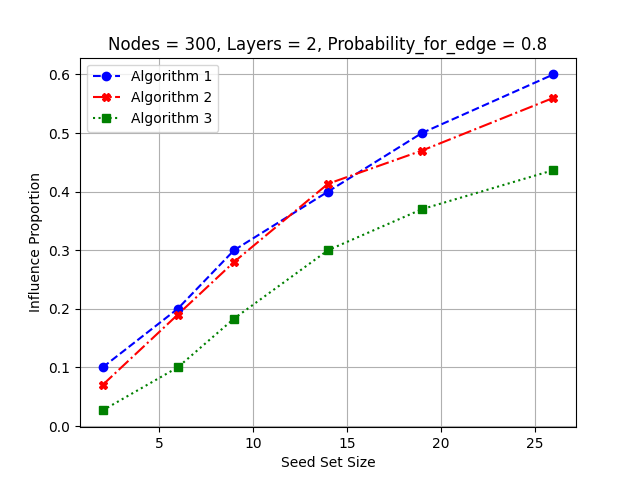 Nodes = 300, Layers = 2, Probability_for_edge = 0.8
Algorithm 1
Algorithm 2
Algorithm 3
0.6
0.5
0.4
0.3
0.2
0.1
0.0
Influence Proportion
5 10 15 20 25
Seed Set Size